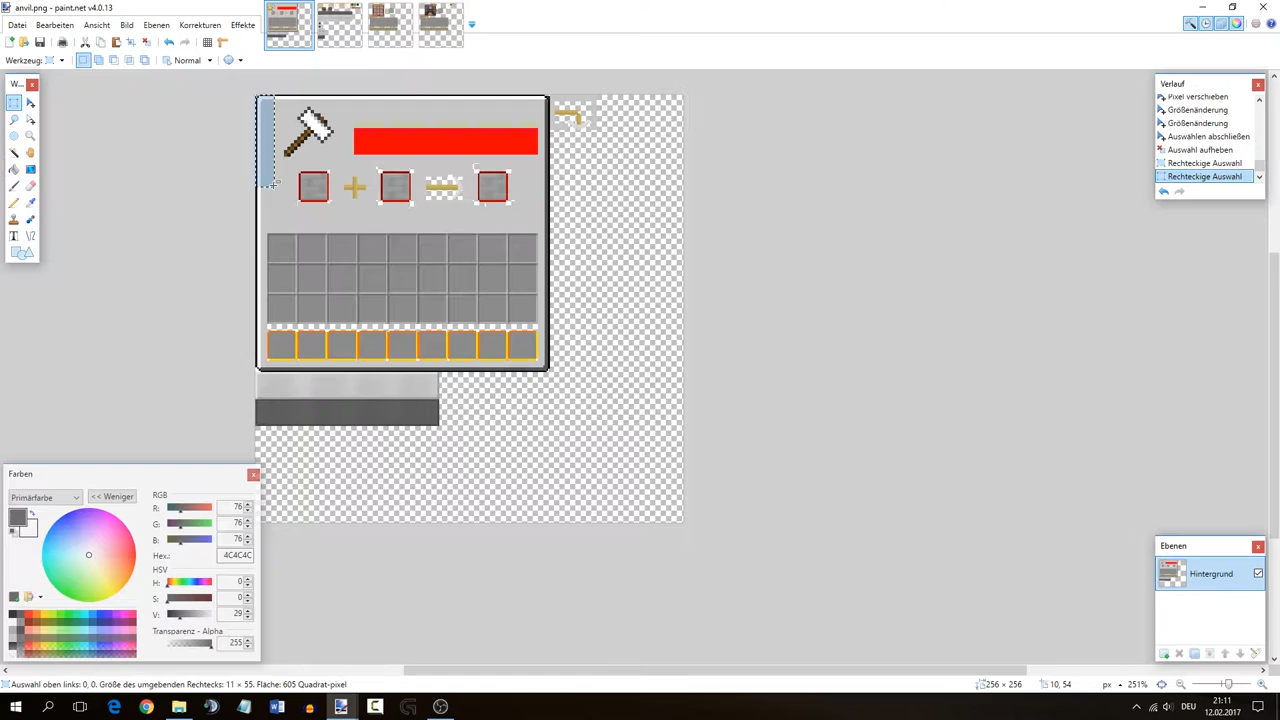 anvil.png - paint.net v4.0.13
Datei Bearbeiten Ansicht Bild Ebenen Korrekturen Effekte
Werkzeug: Normal
W...
Verlauf
Pixel verschieben
Größenänderung
Größenänderung
Auswählen abschließen
Auswahl aufheben
Rechteckige Auswahl
Rechteckige Auswahl
Farben
Primärfarbe << Weniger
RGB
R: 76
G: 76
B: 76
Hex.: 4C4C4C
HSV
H: 0
S: 0
V: 29
Transparenz - Alpha
255
Ebenen
Hintergrund
Auswahl oben links: 0, 0. Größe des umgebenden Rechtecks: 11 × 55. Fläche: 605 Quadrat-pixel
256 × 256 10, 54 px 251%
DEU 21:11
12.02.2017